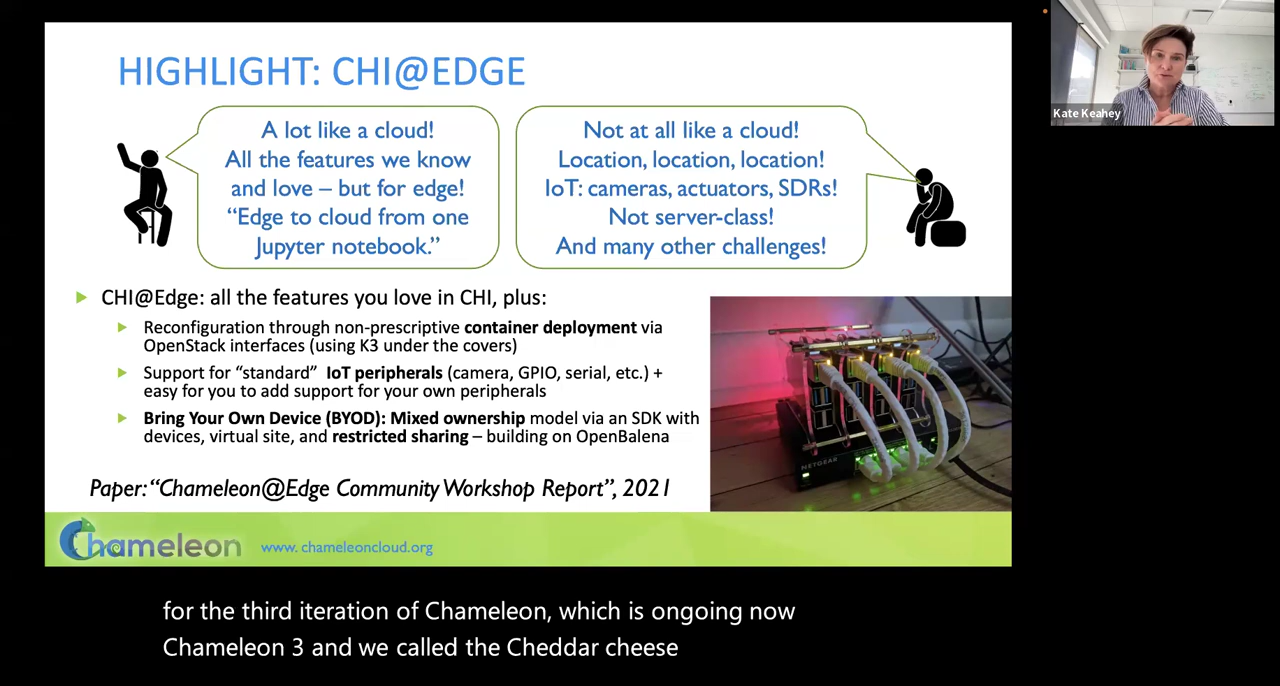 HIGHLIGHT: CHI@EDGE
A lot like a cloud!
All the features we know
and love – but for edge!
“Edge to cloud from one
Jupyter notebook.”
Not at all like a cloud!
Location, location, location!
IoT: cameras, actuators, SDRs!
Not server-class!
And many other challenges!
CHI@Edge: all the features you love in CHI, plus:
Reconfiguration through non-prescriptive container deployment via
OpenStack interfaces (using K3 under the covers)
Support for “standard” IoT peripherals (camera, GPIO, serial, etc.) +
easy for you to add support for your own peripherals
Bring Your Own Device (BYOD): Mixed ownership model via an SDK with
devices, virtual site, and restricted sharing – building on OpenBalena
Paper: “Chameleon@Edge Community Workshop Report”, 2021
NETGEAR
Chameleon
www. chameleoncloud.org
Kate Keahey
for the third iteration of Chameleon, which is ongoing now
Chameleon 3 and we called the Cheddar cheese